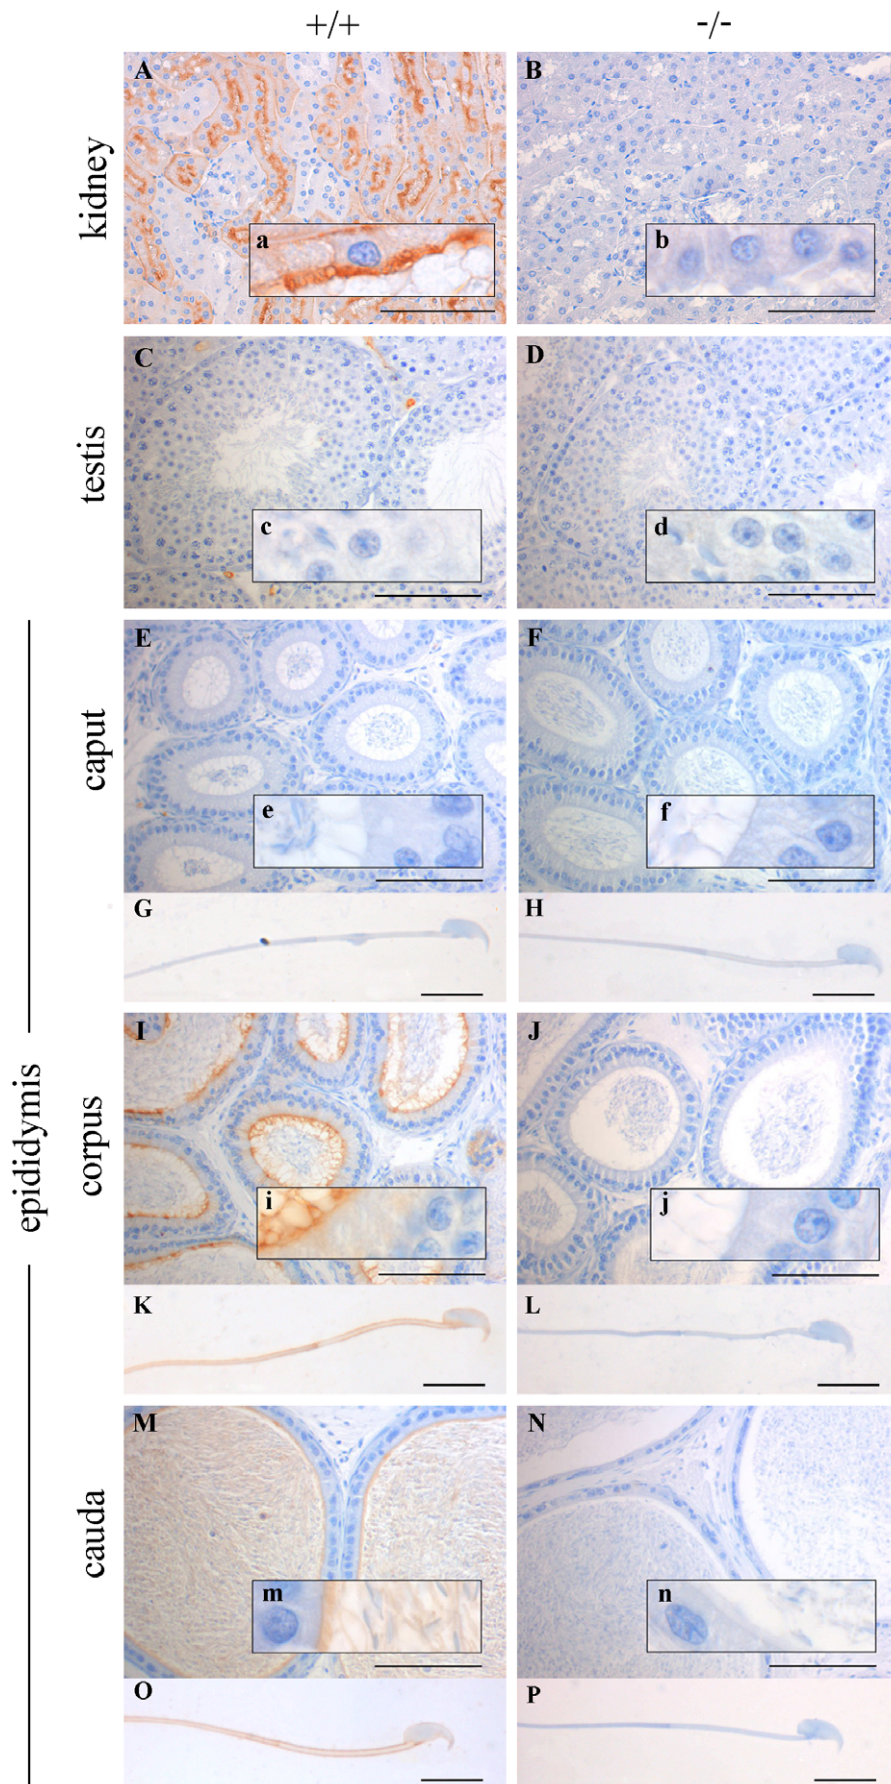 +/+ -/-
kidney
A B
a b
testis
C D
c d
epididymis
caput
E F
e f
G H
corpus
I J
i j
K L
cauda
M N
m n
O P